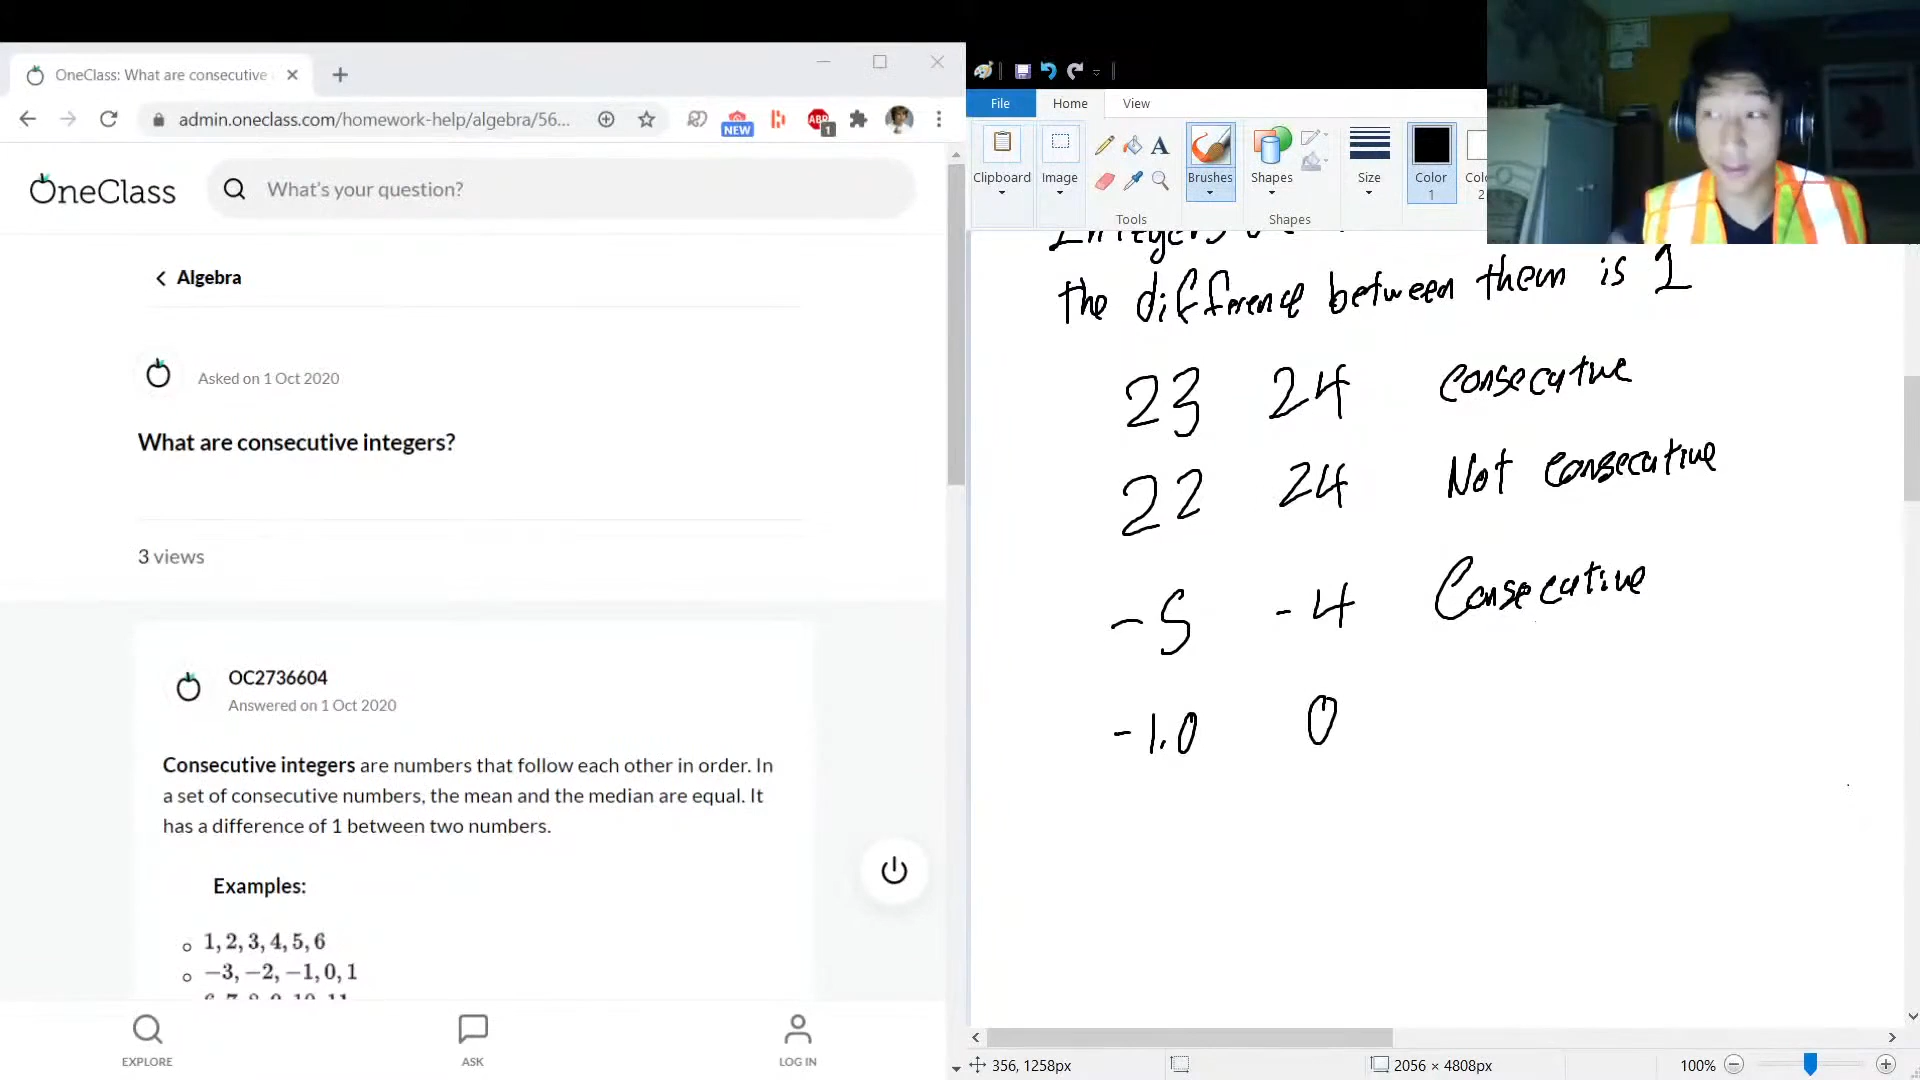 OneClass: What are consecutive
admin.oneclass.com/homework-help/algebra/56...
NEW
ABP
1
OneClass
What's your question?
Algebra
Asked on 1 Oct 2020
What are consecutive integers?
3 views
OC2736604
Answered on 1 Oct 2020
Consecutive integers are numbers that follow each other in order. In
a set of consecutive numbers, the mean and the median are equal. It
has a difference of 1 between two numbers.
Examples:
1, 2, 3, 4, 5, 6
−3, −2, −1, 0, 1
EXPLORE
ASK
LOG IN
File
Home
View
Clipboard
Image
Tools
Brushes
Shapes
Shapes
Size
Color
1
2
Integers
the difference between them is 1
23 24 consecutive
22 24 Not consecutive
-5 -4 Consecutive
-1.0 0
356, 1258px
2056 × 4808px
100%